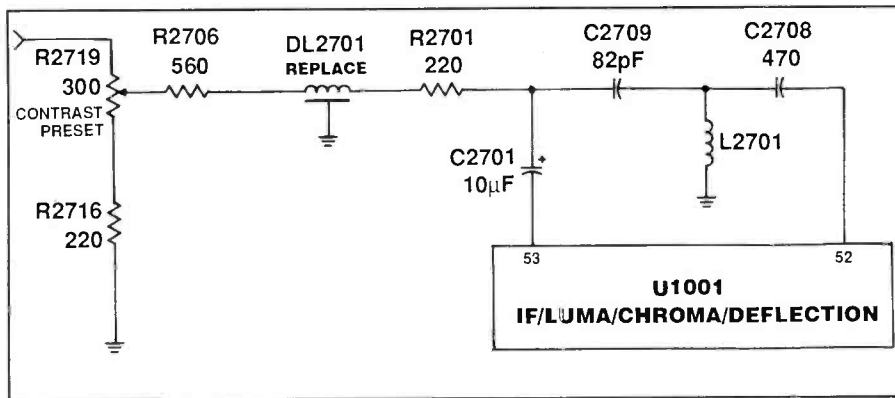 R2719
300
CONTRAST
PRESET
R2706
560
DL2701
REPLACE
R2701
220
C2709
82pF
C2708
470
L2701
C2701
+
10µF
R2716
220
53
52
U1001
IF/LUMA/CHROMA/DEFLECTION